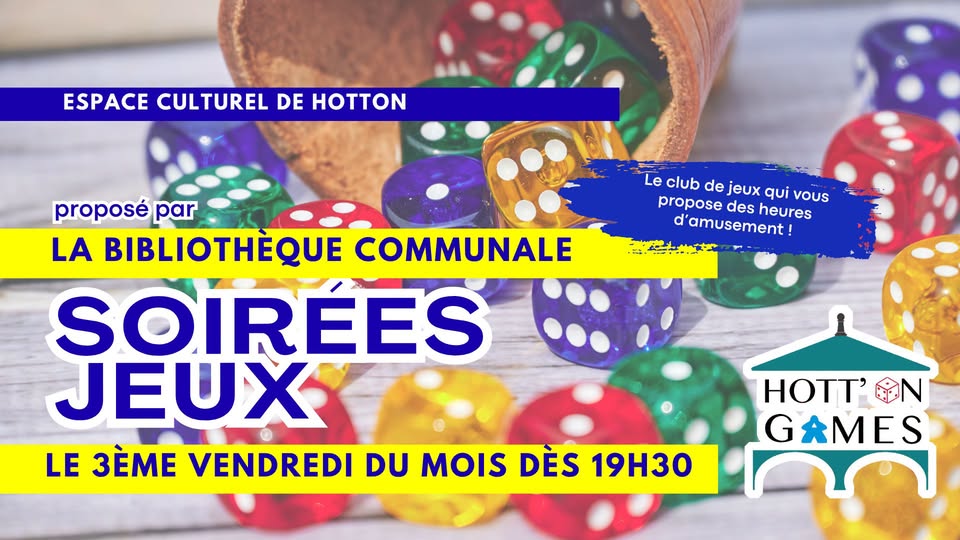 ESPACE CULTUREL DE HOTTON
proposé par
LA BIBLIOTHÈQUE COMMUNALE
Le club de jeux qui vous
propose des heures
d'amusement !
SOIRÉES
JEUX
LE 3ÈME VENDREDI DU MOIS DÈS 19H30
HOTT'ON
GAMES